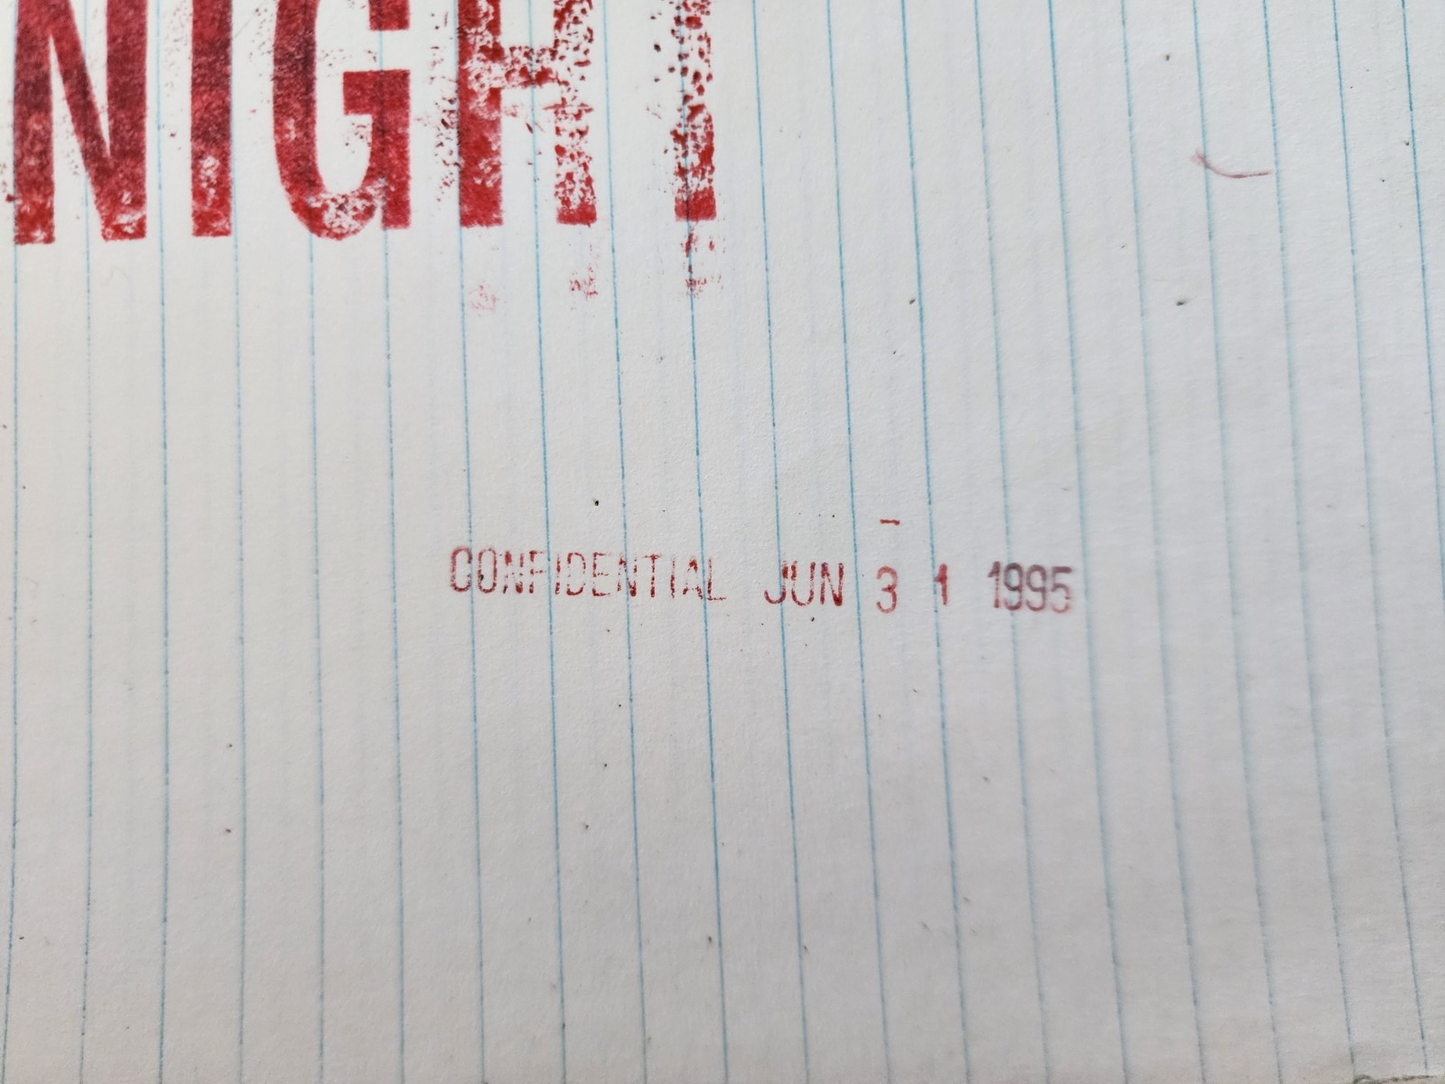 NIGHT
CONFIDENTIAL JUN 3 1 1995